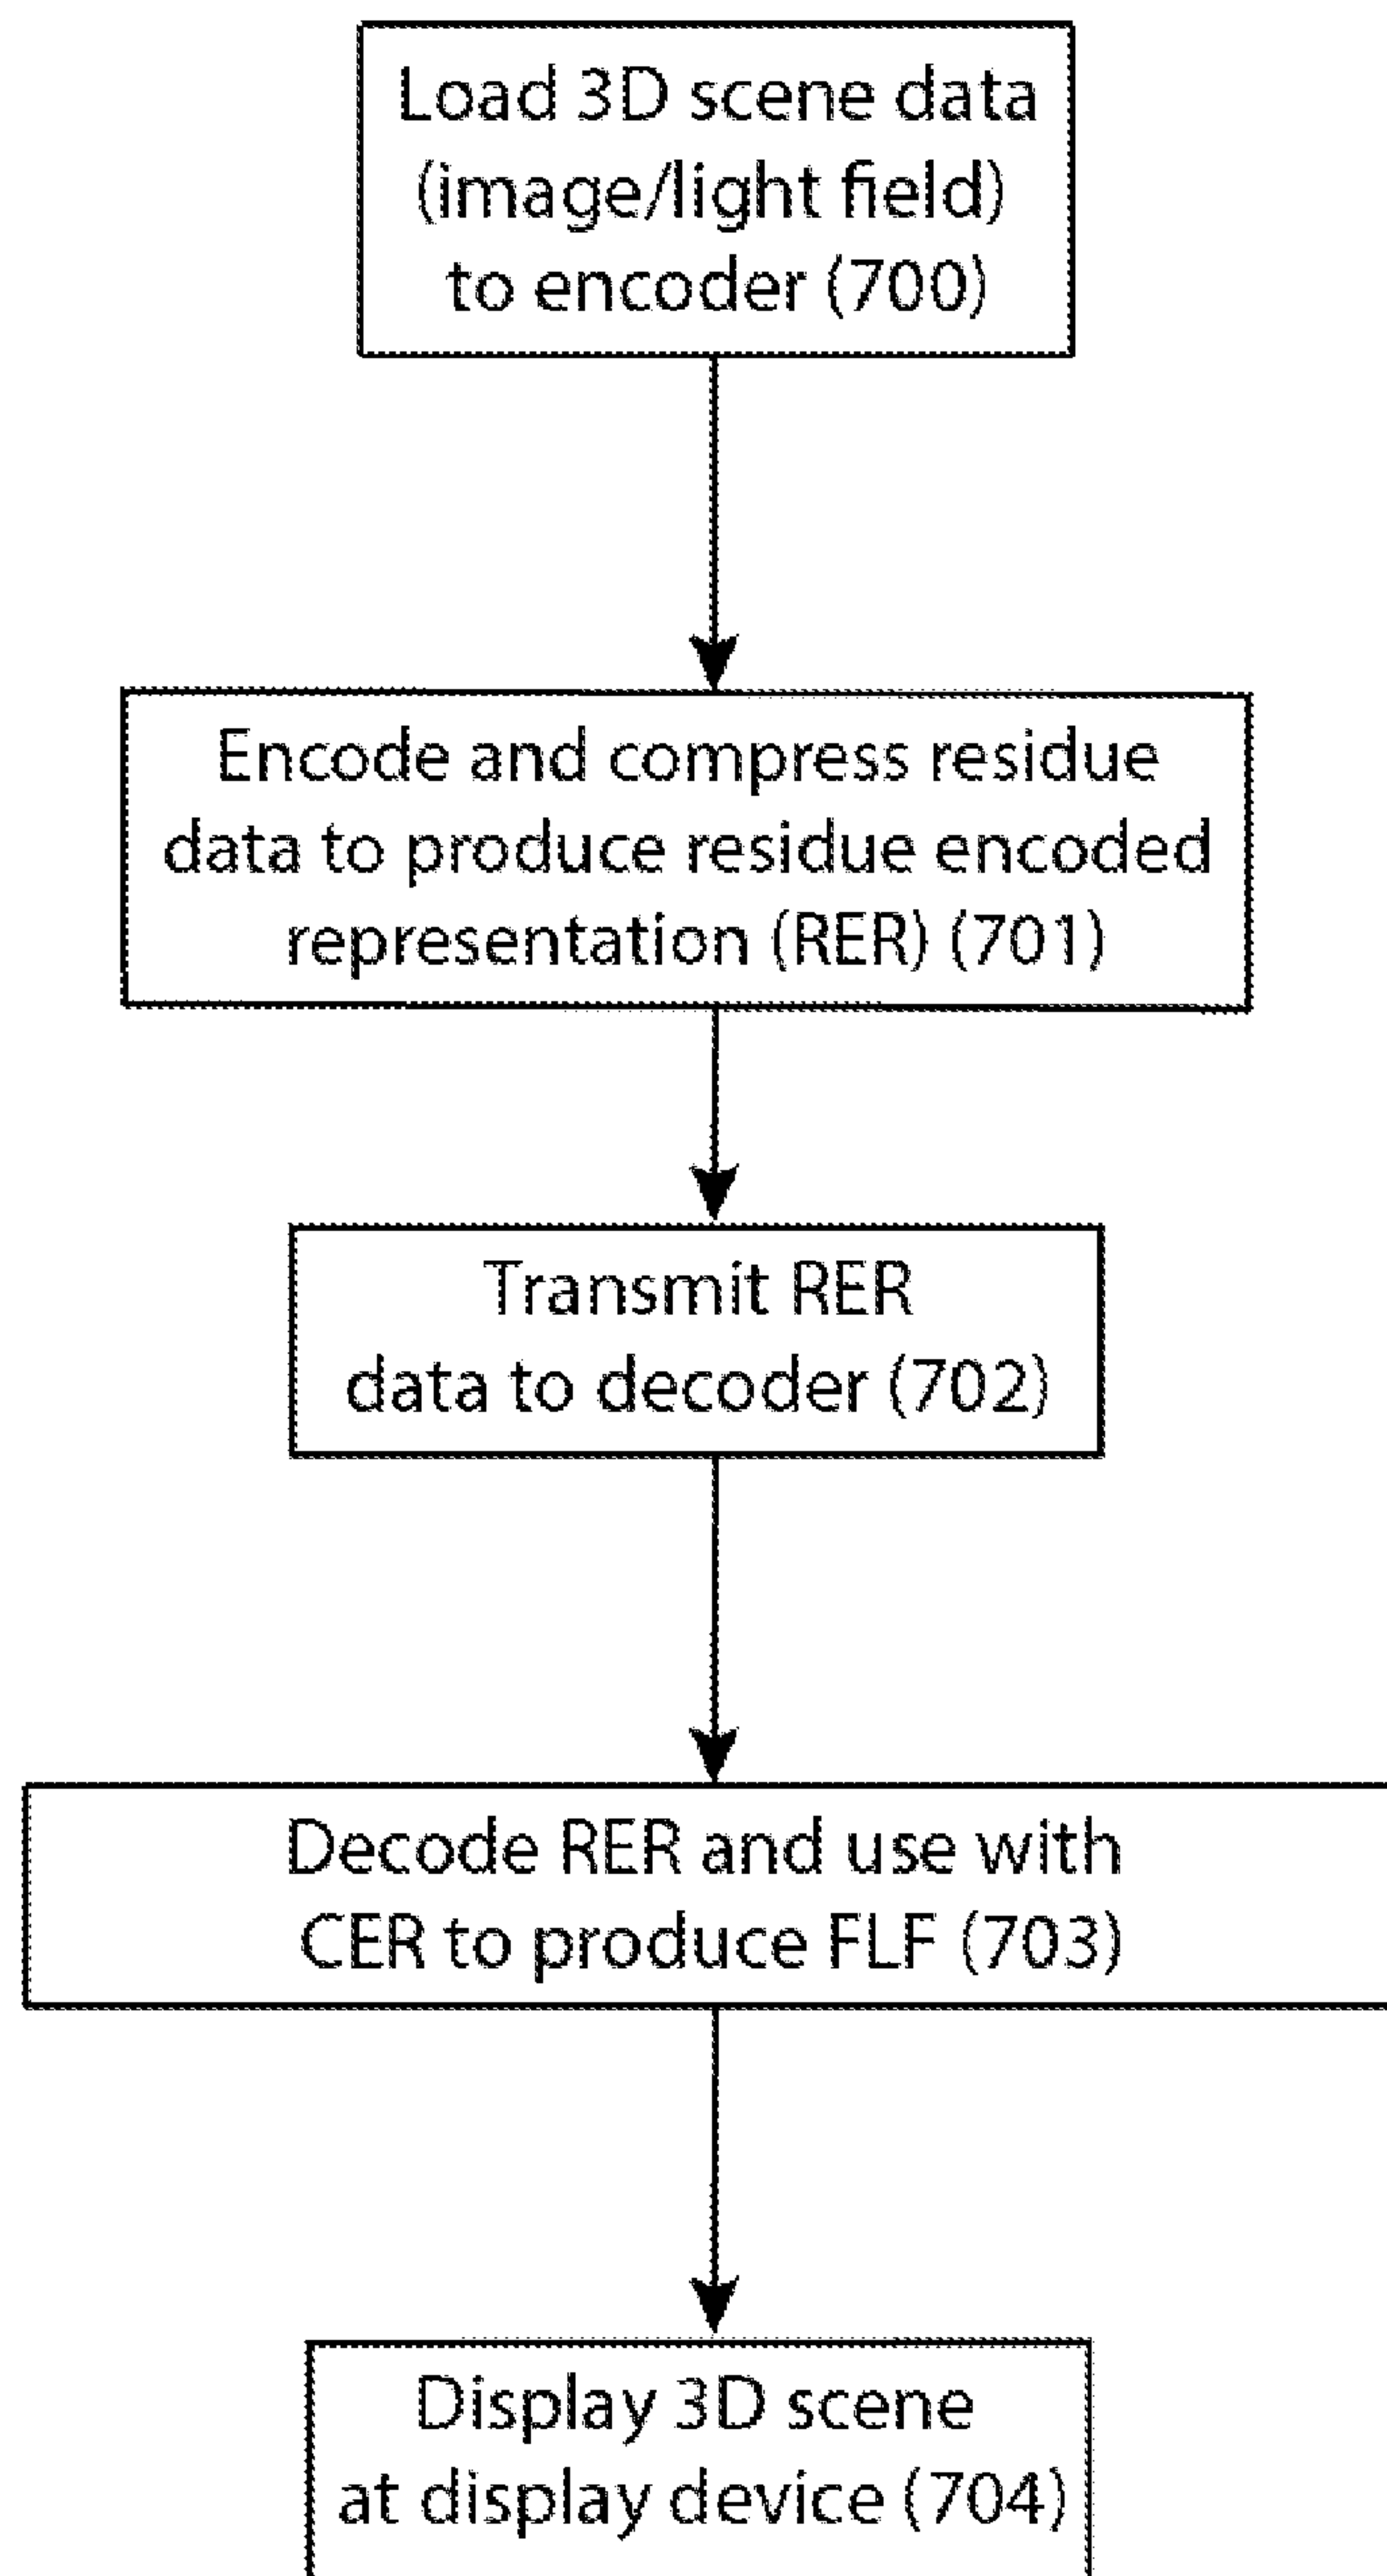 Load 3D scene data
(image/light field)
to encoder (700)
Encode and compress residue
data to produce residue encoded
representation (RER) (701)
Transmit RER
data to decoder (702)
Decode RER and use with
CER to produce FLF (703)
Display 3D scene
at display device (704)